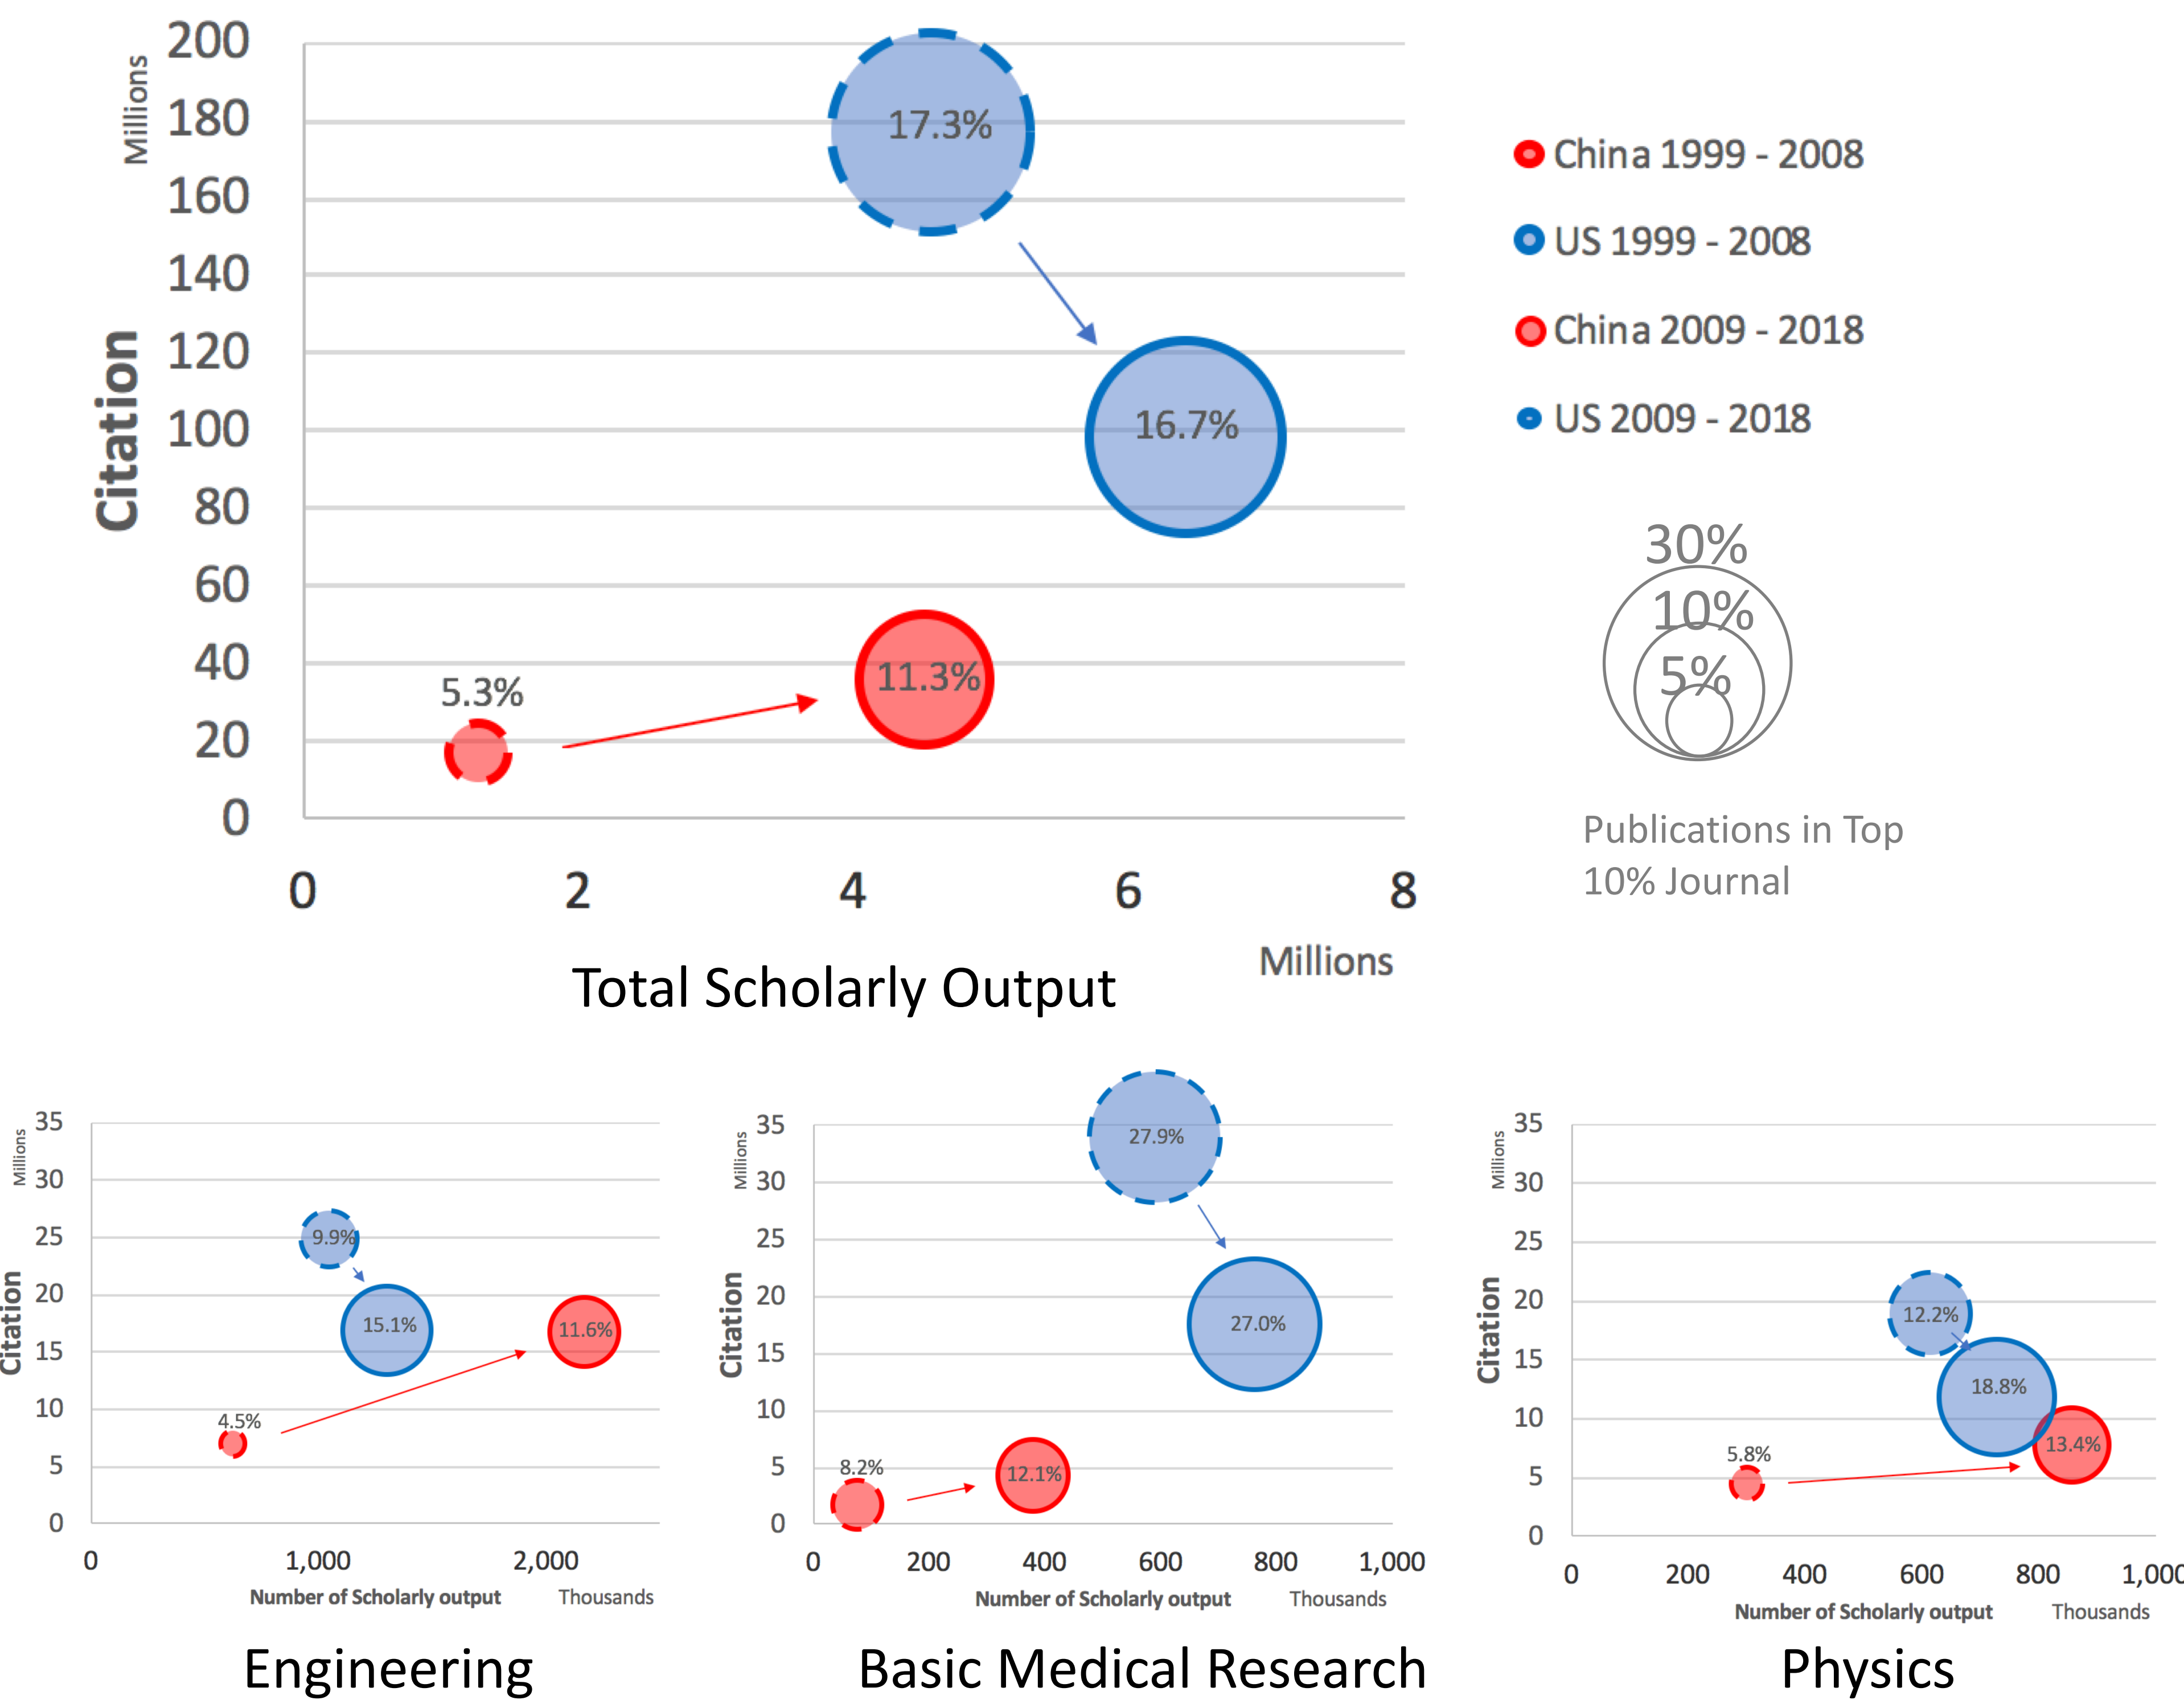 Millions
Citation
200
180
160
140
120
100
80
60
40
20
0
17.3%
16.7%
11.3%
5.3%
0 2 4 6 8
Millions
Total Scholarly Output
China 1999 - 2008
US 1999 - 2008
China 2009 - 2018
US 2009 - 2018
30%
10%
5%
Publications in Top
10% Journal
Millions
Citation
35
30
25
20
15
10
5
0
9.9%
15.1%
11.6%
4.5%
0 1,000 2,000
Number of Scholarly output Thousands
Engineering
Millions
Citation
35
30
25
20
15
10
5
0
27.9%
27.0%
8.2%
12.1%
0 200 400 600 800 1,000
Number of Scholarly output Thousands
Basic Medical Research
Millions
Citation
35
30
25
20
15
10
5
0
12.2%
18.8%
13.4%
5.8%
0 200 400 600 800 1,000
Number of Scholarly output Thousands
Physics